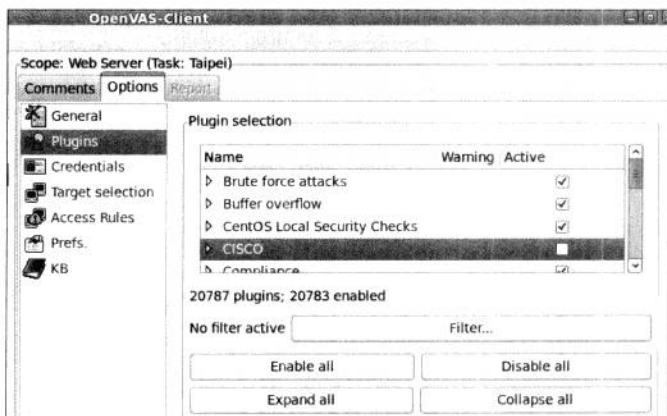 OpenVAS-Client
Scope: Web Server (Task: Taipei)
Comments Options Report
General
Plugins
Credentials
Target selection
Access Rules
Prefs.
KB
Plugin selection
Name Warning Active
Brute force attacks
Buffer overflow
CentOS Local Security Checks
CISCO
Compliance
20787 plugins; 20783 enabled
No filter active Filter...
Enable all Disable all
Expand all Collapse all